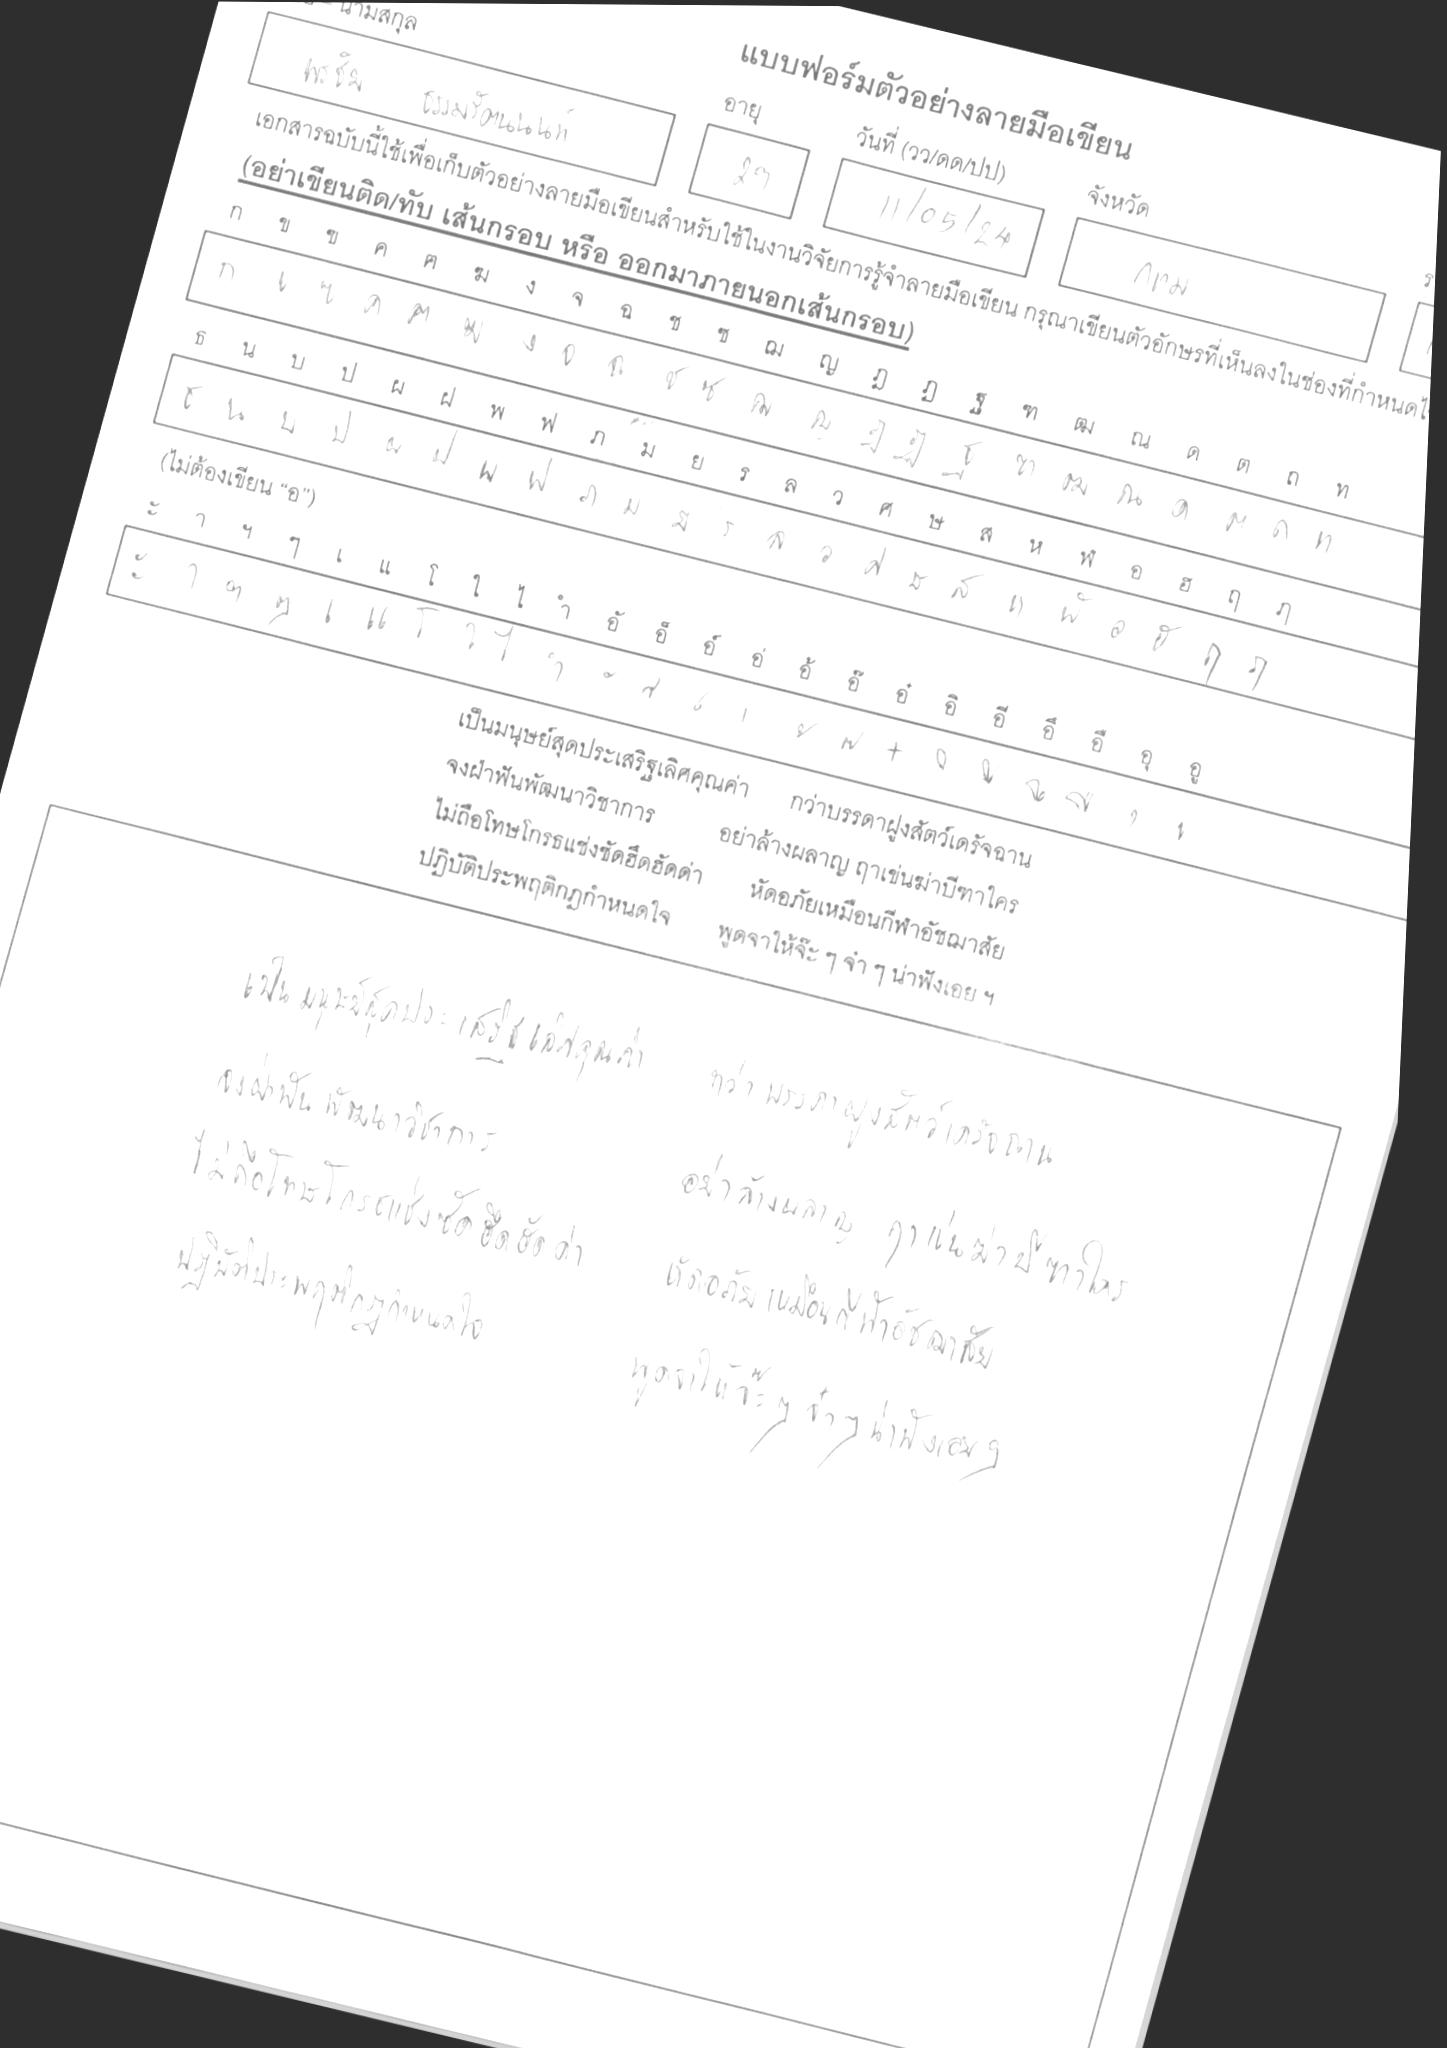 นามสกุล
แบบฟอร์มตัวอย่างลายมือเขียน
พรชัย ธรรมรัตนนนท์
อายุ
วันที่ (วว/ดด/ปป)
11/05/24
จังหวัด
กทม
เอกสารฉบับนี้ใช้เพื่อเก็บตัวอย่างลายมือเขียนสำหรับใช้ในงานวิจัยการรู้จำลายมือเขียน กรุณาเขียนตัวอักษรที่เห็นลงในช่องที่กำหนด
(อย่าเขียนติด/ทับ เส้นกรอบ หรือ ออกมาภายนอกเส้นกรอบ)
ก ข ฃ ค ฅ ฆ ง จ ฉ ช ซ ฌ ญ ฎ ฏ ฐ ฑ ฒ ณ ด ต ถ ท
ก ข ฃ ค ฅ ฆ ง จ ฉ ช ซ ฌ ญ ฎ ฏ ฐ ฑ ฒ ณ ด ต ถ ท
ธ น บ ป ผ ฝ พ ฟ ภ ม ย ร ล ว ศ ษ ส ห ฬ อ ฮ ฤ ฦ
ธ น บ ป ผ ฝ พ ฟ ภ ม ย ร ล ว ศ ษ ส ห ฬ อ ฮ ฤ ฦ
(ไม่ต้องเขียน “อ”)
ะ า ฯ ๆ เ แ โ ใ ไ ำ อั อ็ อ์ อ่ อ้ อ๊ อ๋ อิ อี อึ อื อุ อู
ะ า ฯ ๆ เ แ โ ใ ไ ำ ั ็ ์ ่ ้ ๊ ๋ ิ ี ึ ื ุ ู
เป็นมนุษย์สุดประเสริฐเลิศคุณค่า กว่าบรรดาฝูงสัตว์เดรัจฉาน
จงฝ่าฟันพัฒนาวิชาการ อย่าล้างผลาญ ฤาเข่นฆ่าบีฑาใคร
ไม่ถือโทษโกรธแช่งซัดฮึดฮัดด่า หัดอภัยเหมือนกีฬาอัชฌาสัย
ปฏิบัติประพฤติกฎกำหนดใจ พูดจาให้จ๊ะ ๆ จ๋า ๆ น่าฟังเอย ฯ
เป็นมนุษย์สุดประเสริฐเลิศคุณค่า กว่าบรรดาฝูงสัตว์เดรัจฉาน
จงฝ่าฟันพัฒนาวิชาการ อย่าล้างผลาญ ฤาเข่นฆ่าบีฑาใคร
ไม่ถือโทษโกรธแช่งซัดฮึดฮัดด่า หัดอภัยเหมือนกีฬาอัชฌาสัย
ปฏิบัติประพฤติกฎกำหนดใจ พูดจาให้จ๊ะ ๆ จ๋า ๆ น่าฟังเอย ฯ